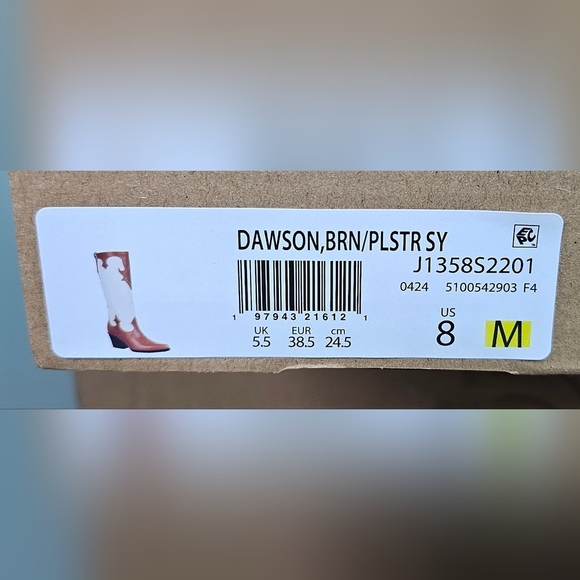 DAWSON,BRN/PLSTR SY
J1358S2201
0424 5100542903 F4
1 97943 21612 1
UK EUR cm
5.5 38.5 24.5
US
8 M